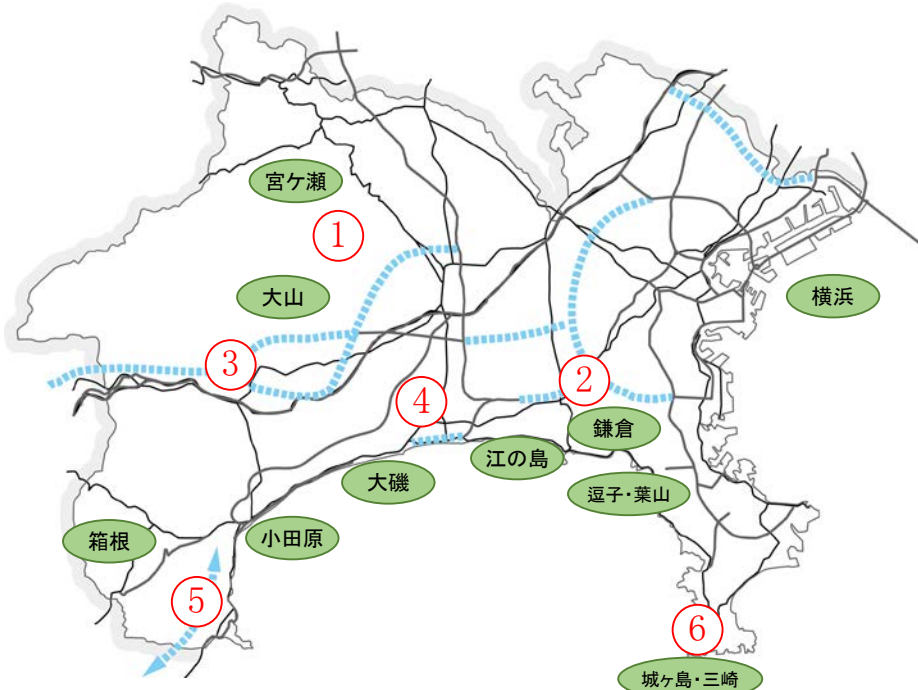 宮ケ瀬
①
大山
横浜
③
②
④
鎌倉
江の島
大磯
逗子・葉山
箱根
小田原
⑤
⑥
城ヶ島・三崎